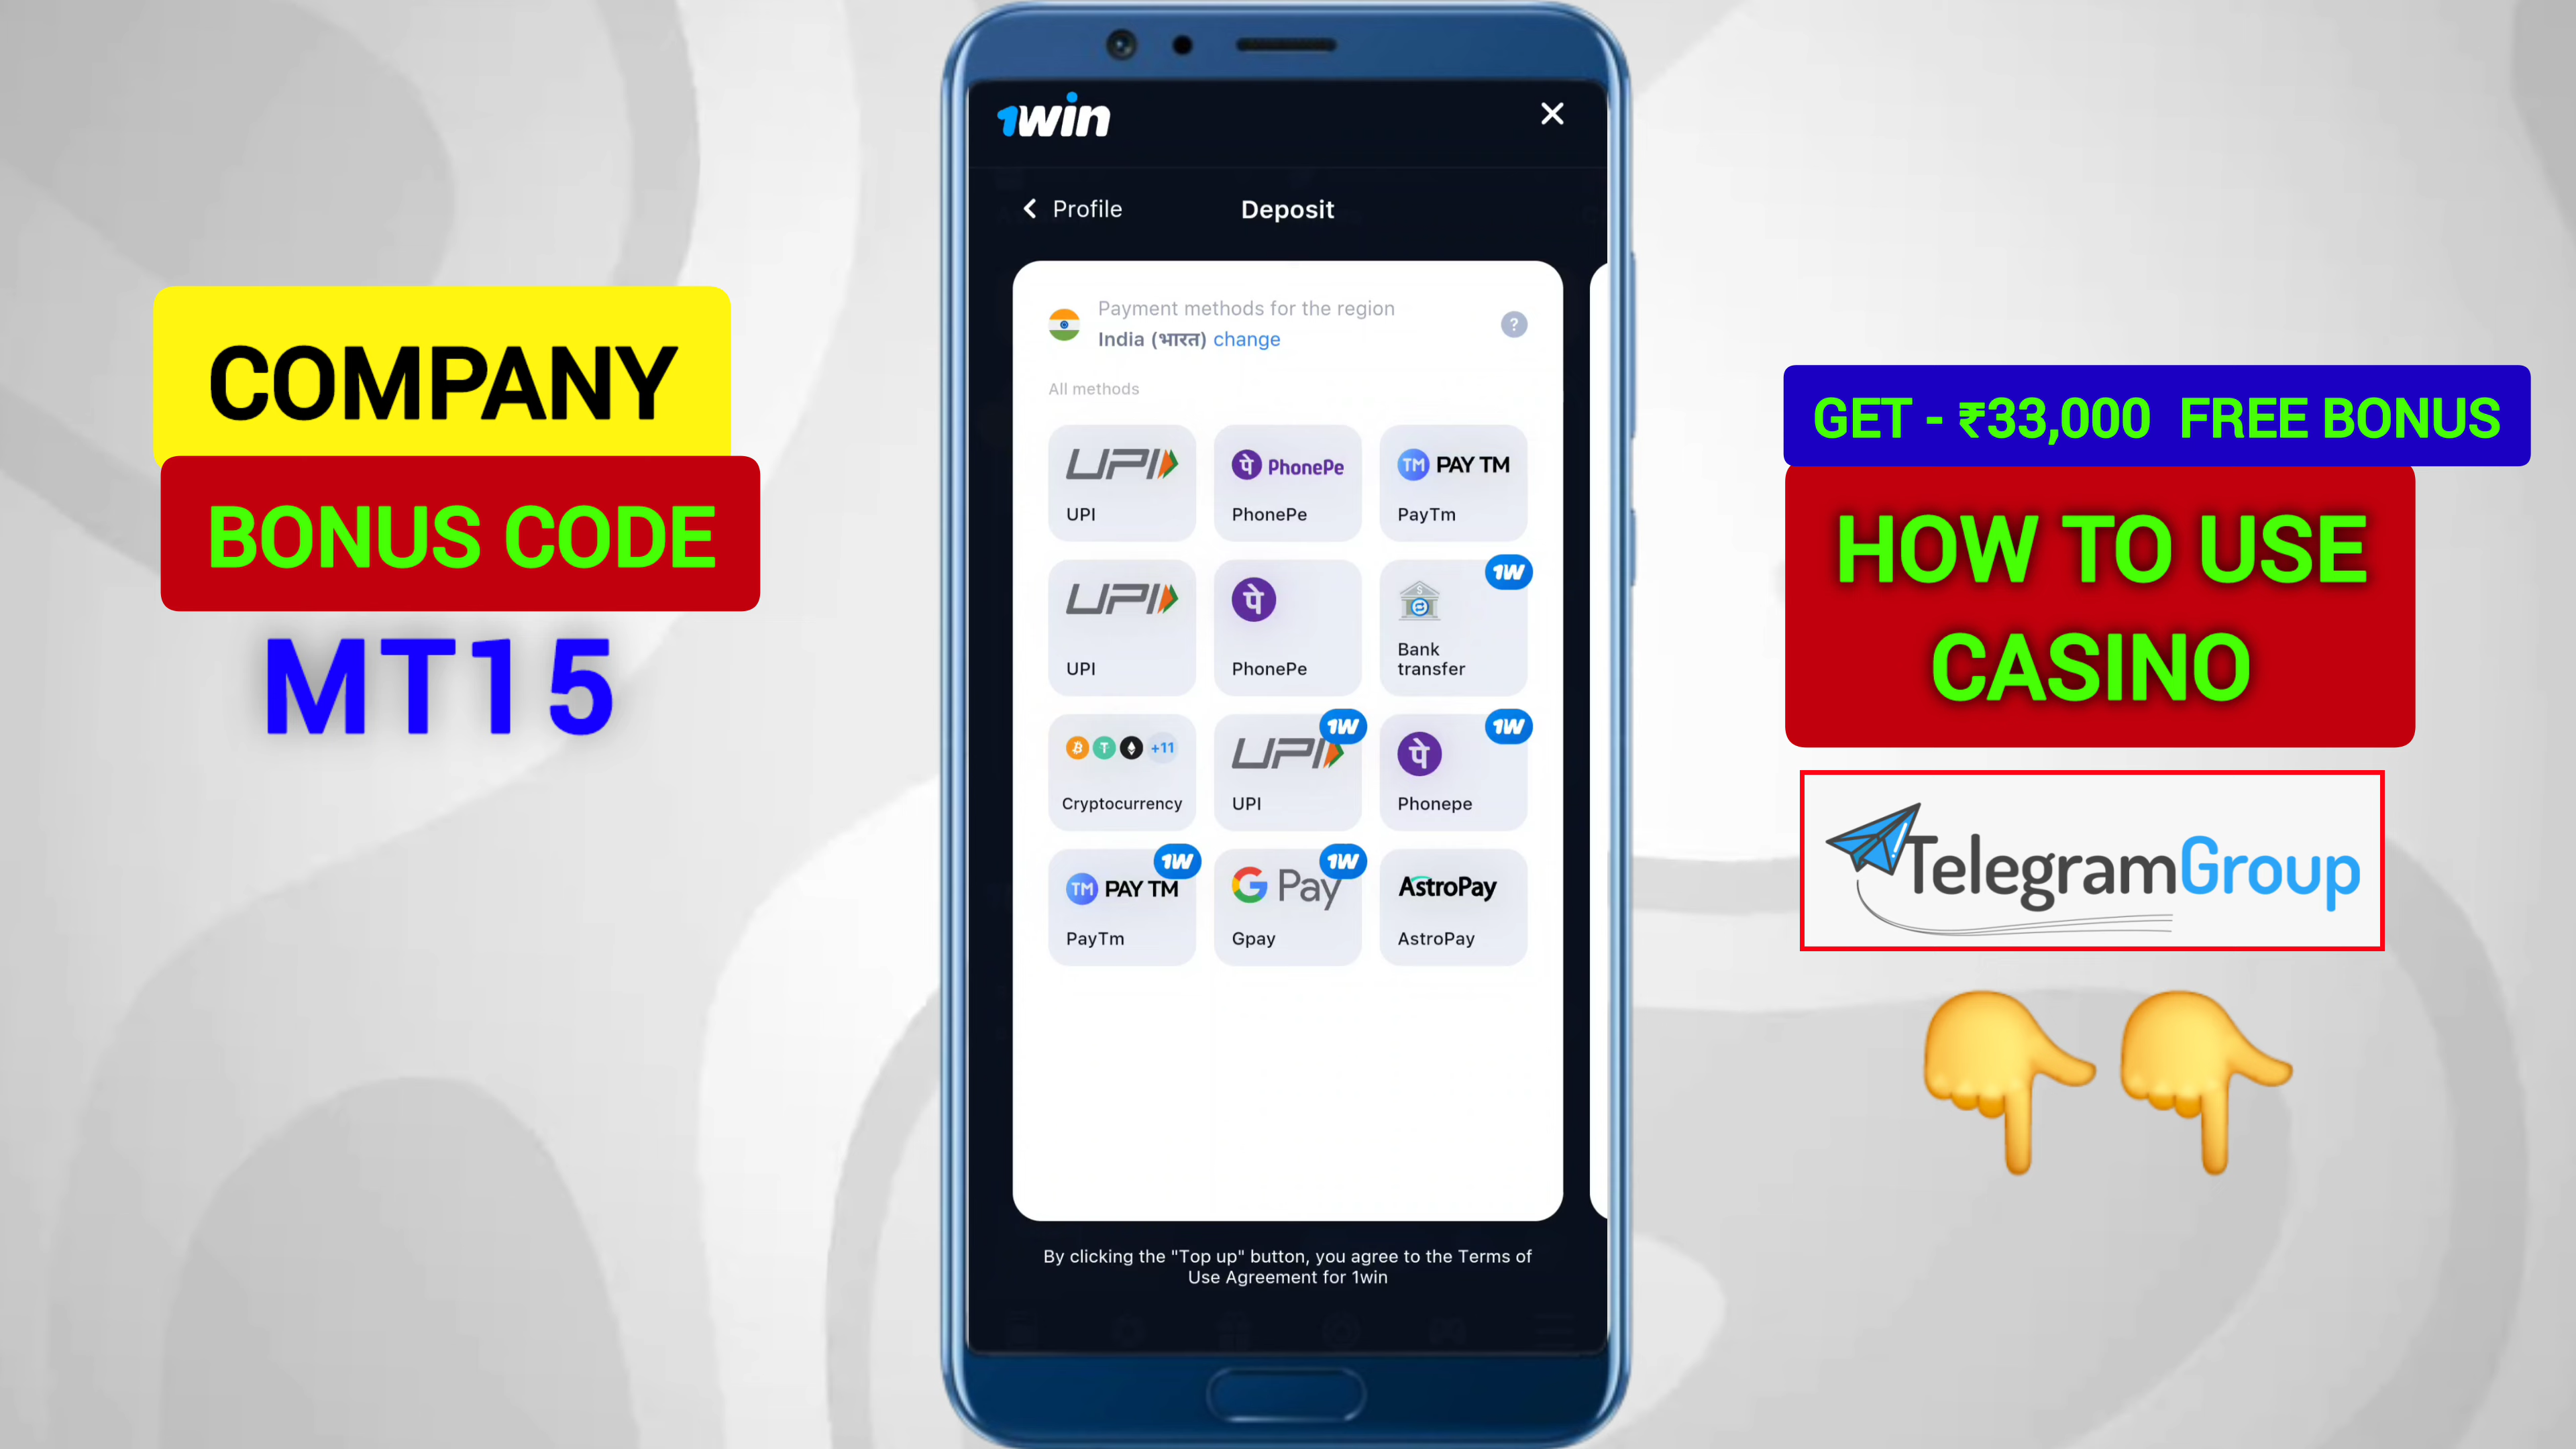 COMPANY
BONUS CODE
MT15
1win
Profile
Deposit
Payment methods for the region
India (भारत) change
?
All methods
UPI
पे PhonePe
TM PAY TM
UPI
PhonePe
PayTm
UPI
पे
1W
UPI
PhonePe
Bank
transfer
+11
UPI
1W
पे
1W
Cryptocurrency
UPI
Phonepe
TM PAY TM
1W
G Pay
1W
AstroPay
PayTm
Gpay
AstroPay
By clicking the "Top up" button, you agree to the Terms of
Use Agreement for 1win
GET - ₹33,000 FREE BONUS
HOW TO USE
CASINO
TelegramGroup